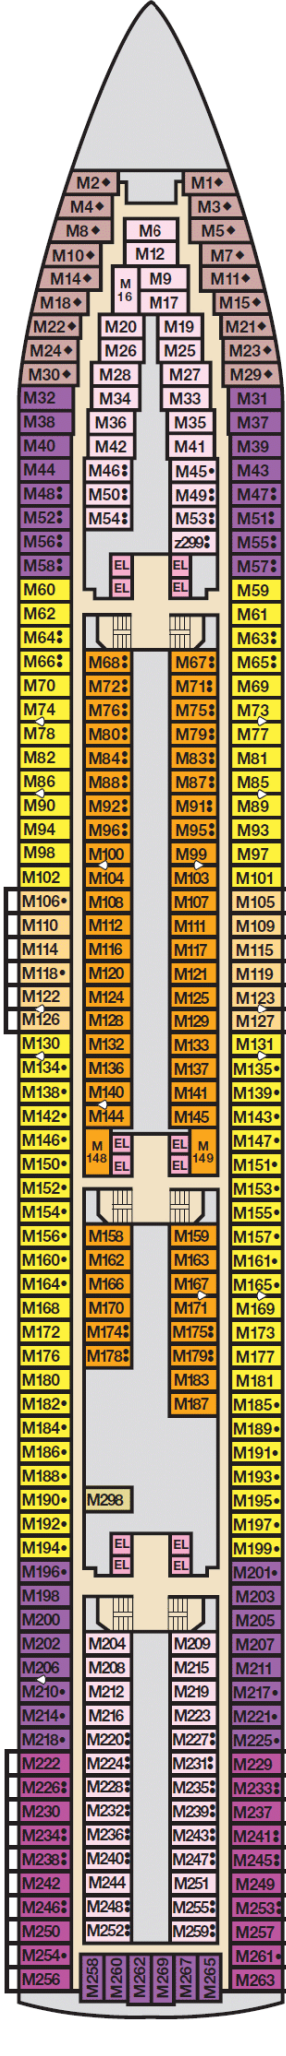 M2◆ M1◆
M4◆ M3◆
M8◆ M6 M5◆
M10◆ M12 M7◆
M14◆ M16 M9 M11◆
M18◆ M17 M15◆
M22◆ M20 M19 M21◆
M24◆ M26 M25 M23◆
M30◆ M28 M27 M29◆
M32 M34 M33 M31
M38 M36 M35 M37
M40 M42 M41 M39
M44 M46: M45• M43
M48: M50: M49: M47:
M52: M54: M53: M51:
M56: z299: M55:
M58: EL EL M57:
M60 EL EL M59
M62 M61
M64: M63:
M66: M68: M67: M65:
M70 M72: M71: M69
M74 M76: M75: M73
M78 M80: M79: M77
M82 M84: M83: M81
M86 M88: M87: M85
M90 M92: M91: M89
M94 M96: M95: M93
M98 M100 M99 M97
M102 M104 M103 M101
M106• M108 M107 M105
M110 M112 M111 M109
M114 M116 M117 M115
M118• M120 M121 M119
M122 M124 M125 M123
M126 M128 M129 M127
M130 M132 M133 M131
M134• M136 M137 M135•
M138• M140 M141 M139•
M142• M144 M145 M143•
M146• M148 EL EL M149 M147•
M150• EL EL M151•
M152• M153•
M154• M155•
M156• M158 M159 M157•
M160• M162 M163 M161•
M164• M166 M167 M165•
M168 M170 M171 M169
M172 M174: M175: M173
M176 M178: M179: M177
M180 M183 M181
M182• M187 M185•
M184• M189•
M186• M191•
M188• M193•
M190• M298 M195•
M192• M197•
M194• EL EL M199•
M196• EL EL M201•
M198 M203
M200 M205
M202 M204 M209 M207
M206 M208 M215 M211
M210• M212 M219 M217•
M214• M216 M223 M221•
M218• M220: M227: M225•
M222 M224: M231: M229
M226: M228: M235: M233:
M230 M232: M239: M237
M234: M236: M243: M241:
M238: M240: M247: M245:
M242 M244 M251 M249
M246: M248: M255: M253:
M250 M252: M259: M257
M254• M261•
M256 M258 M260 M262 M269 M267 M265 M263